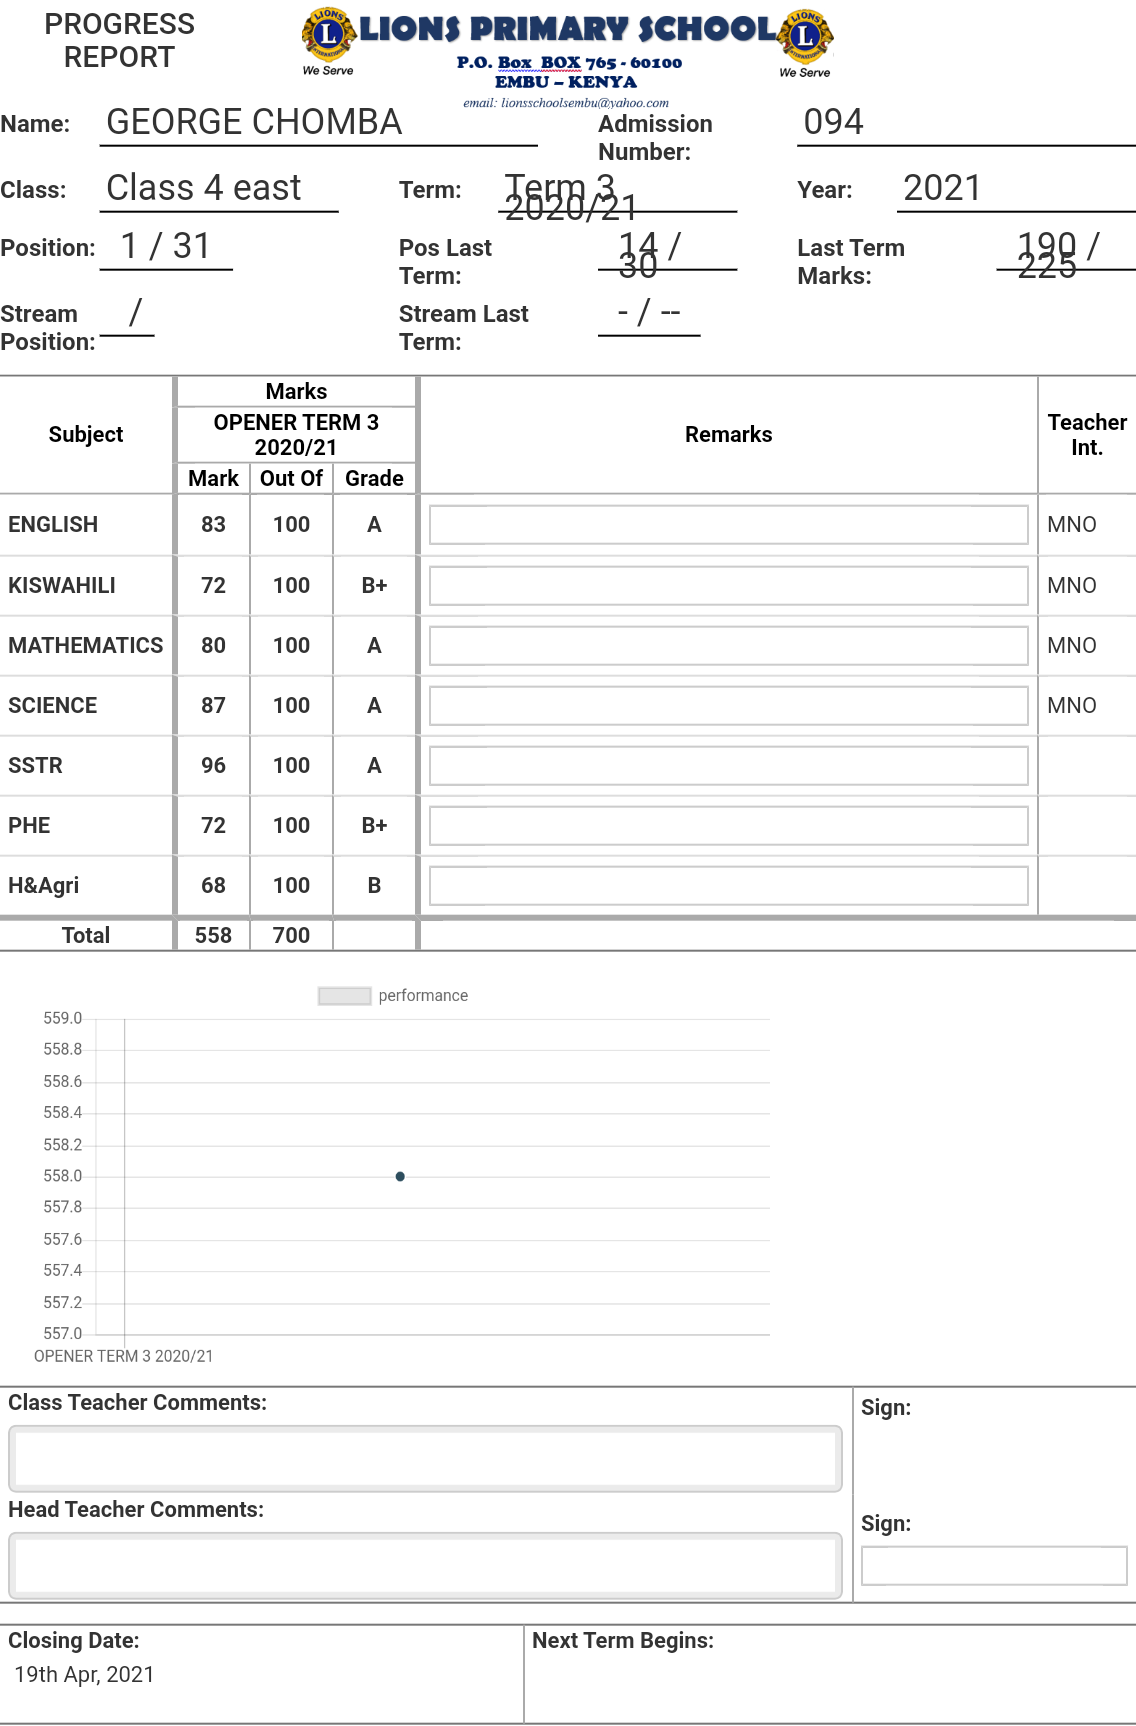 PROGRESS
REPORT
LIONS PRIMARY SCHOOL
We Serve
We Serve
P.O. Box BOX 765 - 60100
EMBU – KENYA
email: lionsschoolsembu@yahoo.com
Name: GEORGE CHOMBA Admission Number: 094
Class: Class 4 east Term: Term 3 2020/21 Year: 2021
Position: 1 / 31 Pos Last Term: 14 / 30 Last Term Marks: 190 / 225
Stream Position: / Stream Last Term: - / --
Subject Marks Remarks Teacher Int.
OPENER TERM 3
2020/21
Mark Out Of Grade
ENGLISH 83 100 A MNO
KISWAHILI 72 100 B+ MNO
MATHEMATICS 80 100 A MNO
SCIENCE 87 100 A MNO
SSTR 96 100 A
PHE 72 100 B+
H&Agri 68 100 B
Total 558 700
performance
559.0
558.8
558.6
558.4
558.2
558.0
557.8
557.6
557.4
557.2
557.0
OPENER TERM 3 2020/21
Class Teacher Comments: Sign:
Head Teacher Comments: Sign:
Closing Date: Next Term Begins:
19th Apr, 2021